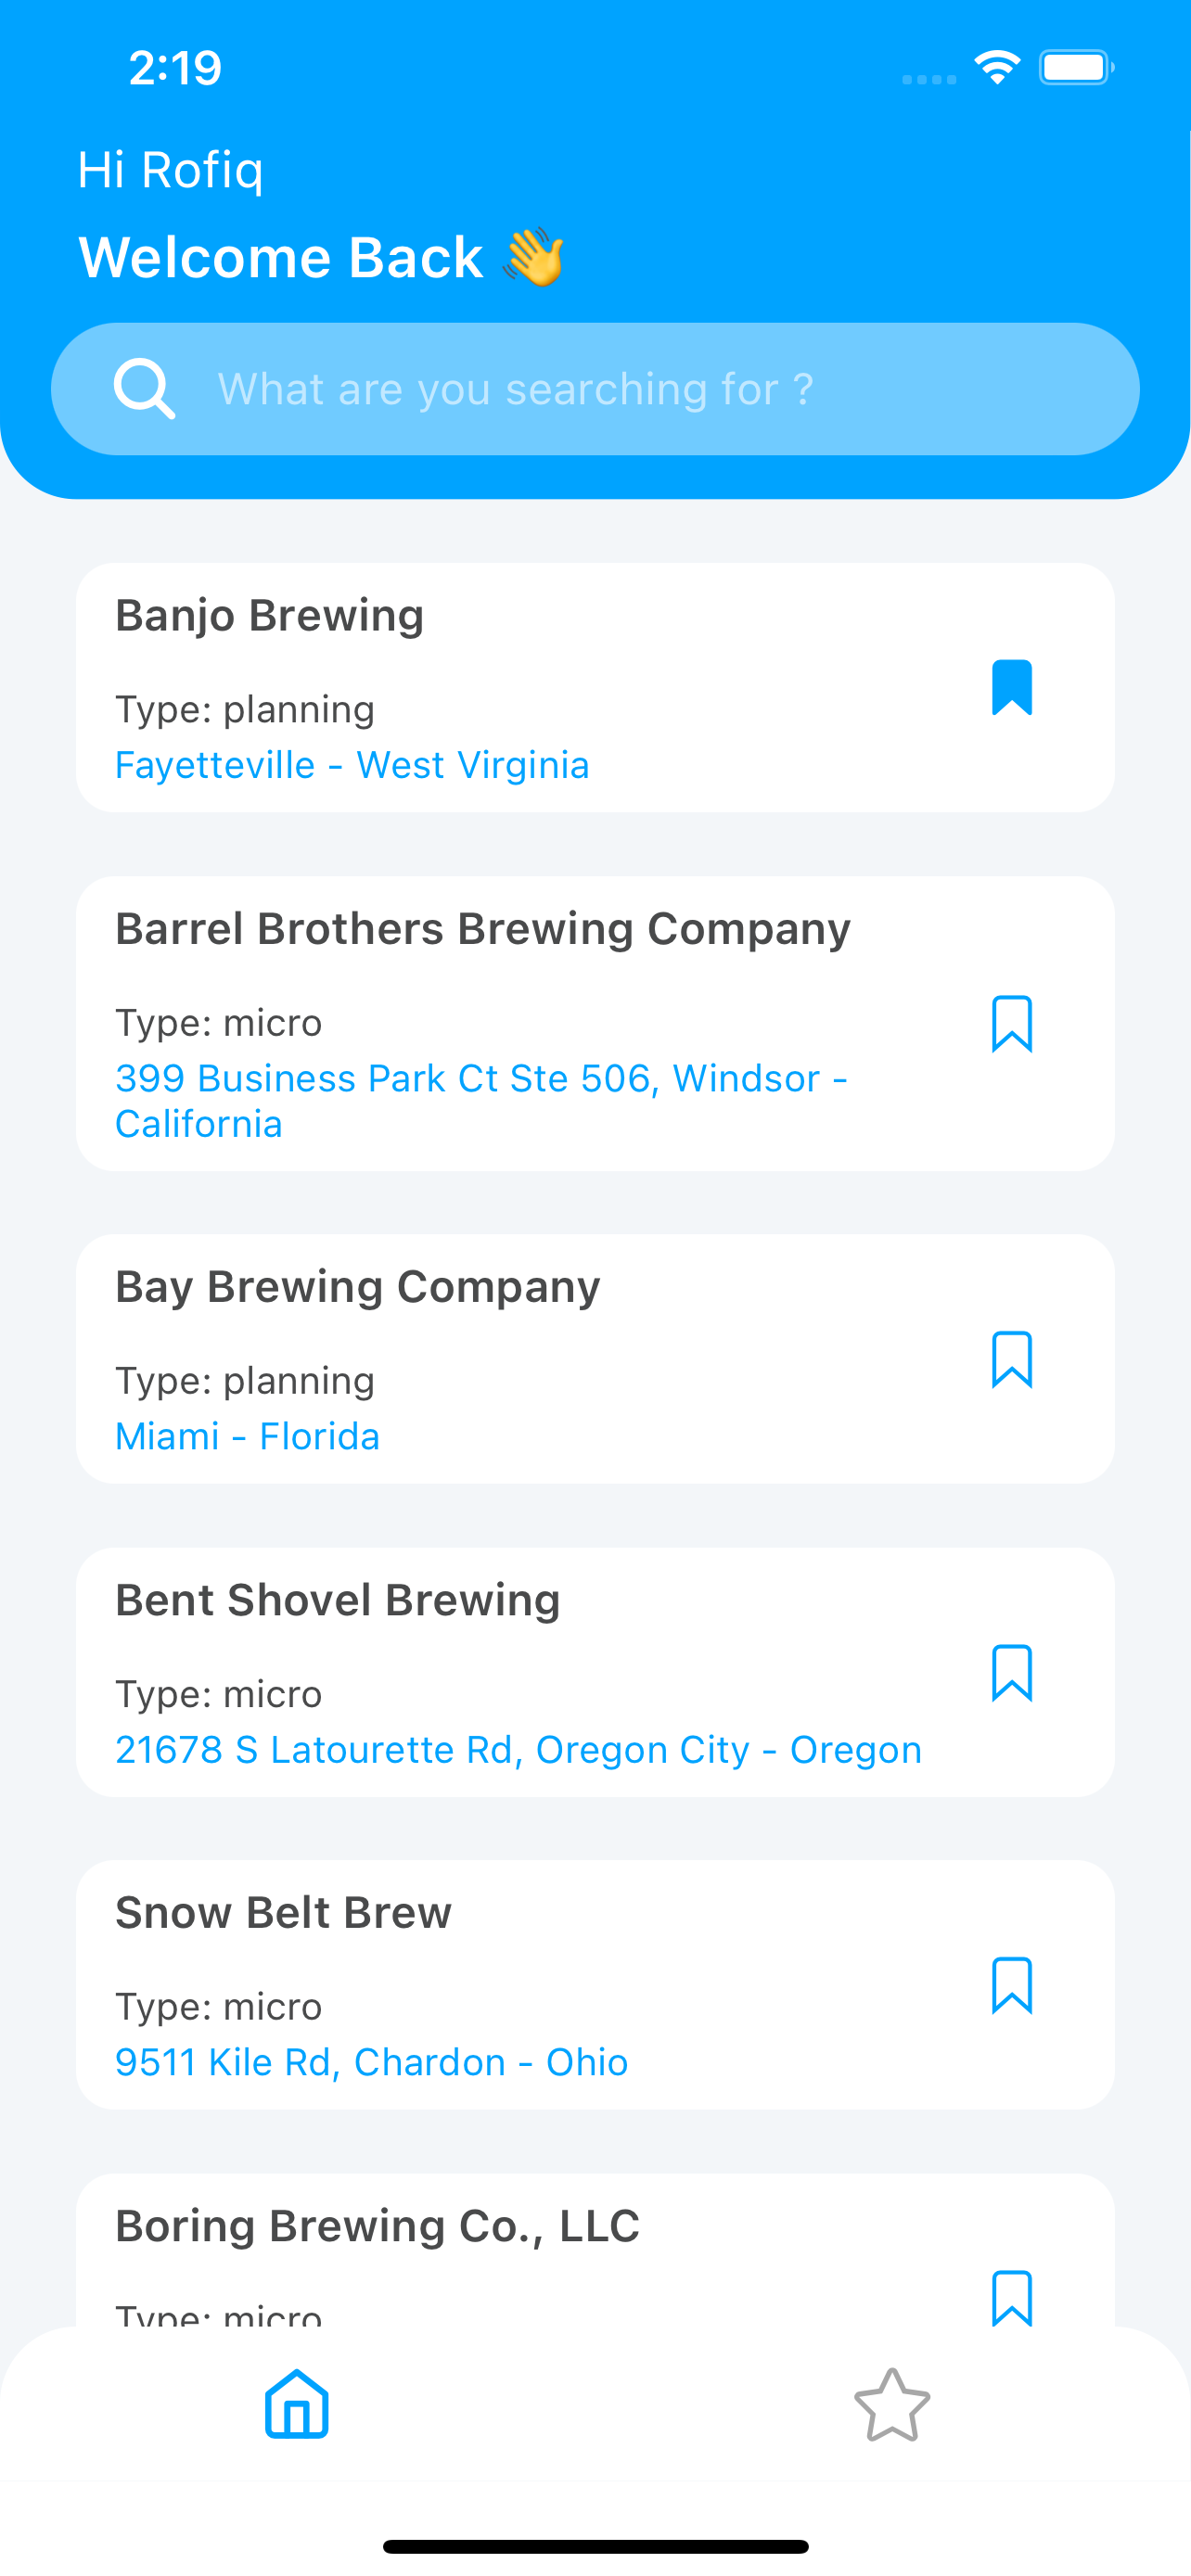 2:19
Hi Rofiq
Welcome Back 👋
What are you searching for ?
Banjo Brewing
Type: planning
Fayetteville - West Virginia
Barrel Brothers Brewing Company
Type: micro
399 Business Park Ct Ste 506, Windsor -
California
Bay Brewing Company
Type: planning
Miami - Florida
Bent Shovel Brewing
Type: micro
21678 S Latourette Rd, Oregon City - Oregon
Snow Belt Brew
Type: micro
9511 Kile Rd, Chardon - Ohio
Boring Brewing Co., LLC
Type: micro